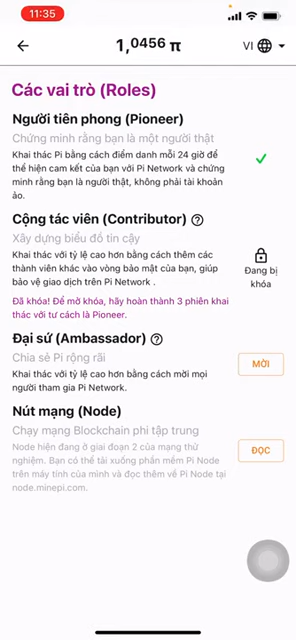 11:35
1,0456 π
VI
Các vai trò (Roles)
Người tiên phong (Pioneer)
Chứng minh rằng bạn là một người thật
Khai thác Pi bằng cách điểm danh mỗi 24 giờ để
thể hiện cam kết của bạn với Pi Network và chứng
minh rằng bạn là người thật, không phải tài khoản
ảo.
Cộng tác viên (Contributor) ?
Xây dựng biểu đồ tin cậy
Khai thác với tỷ lệ cao hơn bằng cách thêm các
thành viên khác vào vòng bảo mật của bạn, giúp
bảo vệ giao dịch trên Pi Network .
Đang bị
khóa
Đã khóa! Để mở khóa, hãy hoàn thành 3 phiên khai
thác với tư cách là Pioneer.
Đại sứ (Ambassador) ?
Chia sẻ Pi rộng rãi
Khai thác với tỷ lệ cao hơn bằng cách mời mọi
người tham gia Pi Network.
MỜI
Nút mạng (Node)
Chạy mạng Blockchain phi tập trung
Node hiện đang ở giai đoạn 2 của mạng thử
nghiệm. Bạn có thể tải xuống phần mềm Pi Node
trên máy tính của mình và đọc thêm về Pi Node tại
node.minepi.com.
ĐỌC